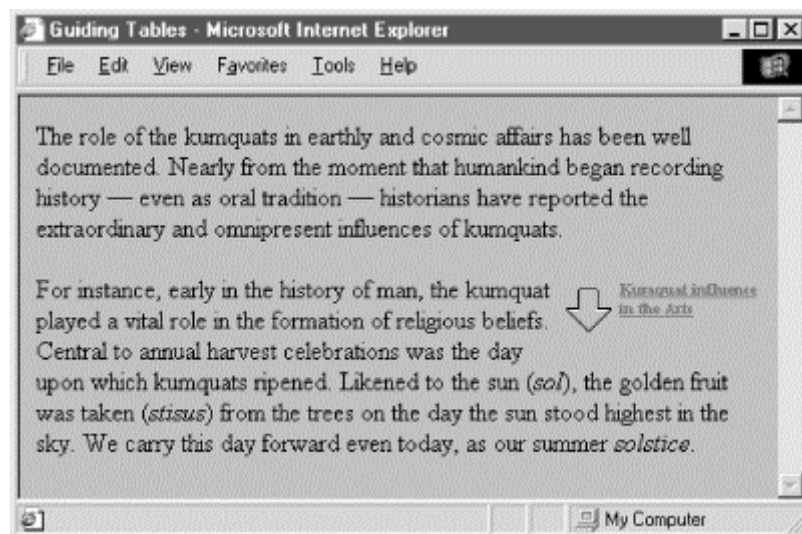 Guiding Tables - Microsoft Internet Explorer
File Edit View Favorites Tools Help
The role of the kumquats in earthly and cosmic affairs has been well
documented. Nearly from the moment that humankind began recording
history — even as oral tradition — historians have reported the
extraordinary and omnipresent influences of kumquats.
For instance, early in the history of man, the kumquat
played a vital role in the formation of religious beliefs.
Central to annual harvest celebrations was the day
Kumquat influence
in the Arts
upon which kumquats ripened. Likened to the sun (sol), the golden fruit
was taken (stisus) from the trees on the day the sun stood highest in the
sky. We carry this day forward even today, as our summer solstice.
My Computer